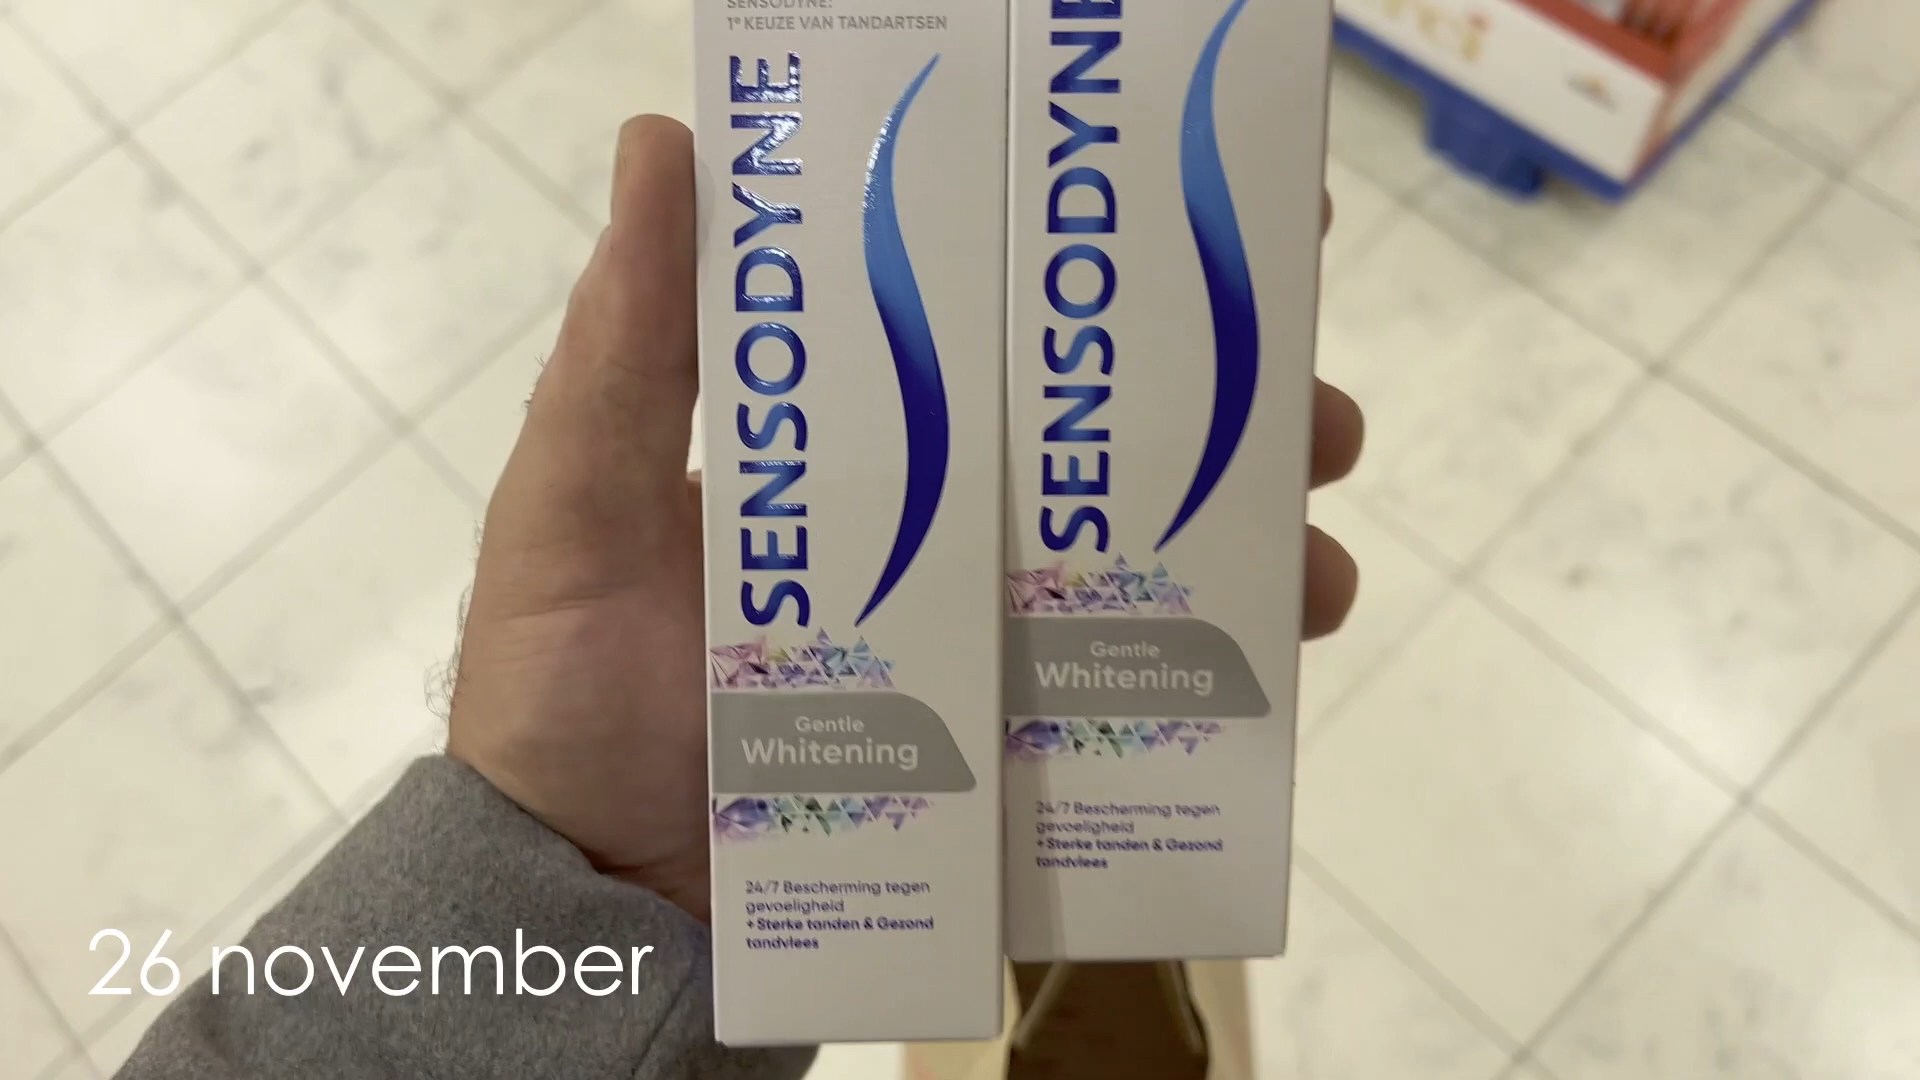 SENSODYNE:
1e KEUZE VAN TANDARTSEN
SENSODYNE
Gentle
Whitening
24/7 Bescherming tegen
gevoeligheid
+Sterke tanden & Gezond
tandvlees
SENSODYNE
Gentle
Whitening
24/7 Bescherming tegen
gevoeligheid
+Sterke tanden & Gezond
tandvlees
26 november